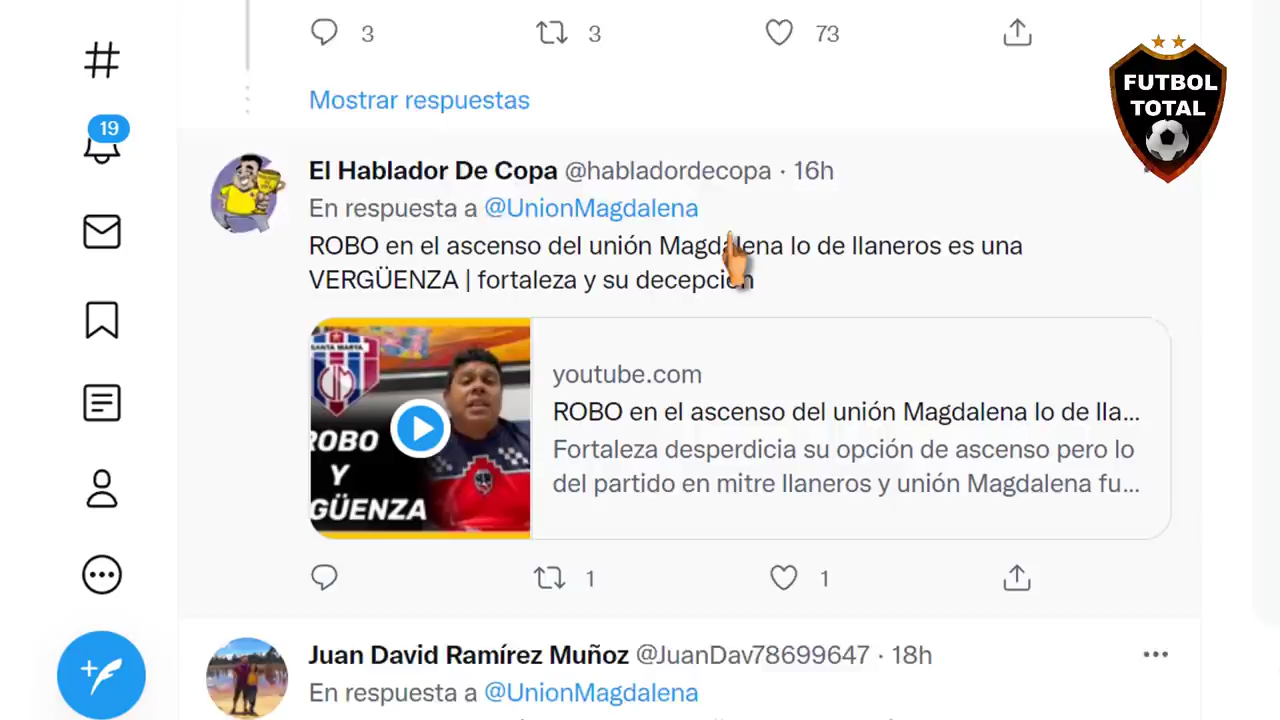 3 3 73
FUTBOL
TOTAL
Mostrar respuestas
19
El Hablador De Copa @habladordecopa · 16h
En respuesta a @UnionMagdalena
ROBO en el ascenso del unión Magdalena lo de llaneros es una
VERGÜENZA | fortaleza y su decepción
SANTA MARTA
ROBO
Y
GÜENZA
youtube.com
ROBO en el ascenso del unión Magdalena lo de lla...
Fortaleza desperdicia su opción de ascenso pero lo
del partido en mitre llaneros y unión Magdalena fu...
1 1
Juan David Ramírez Muñoz @JuanDav78699647 · 18h
En respuesta a @UnionMagdalena